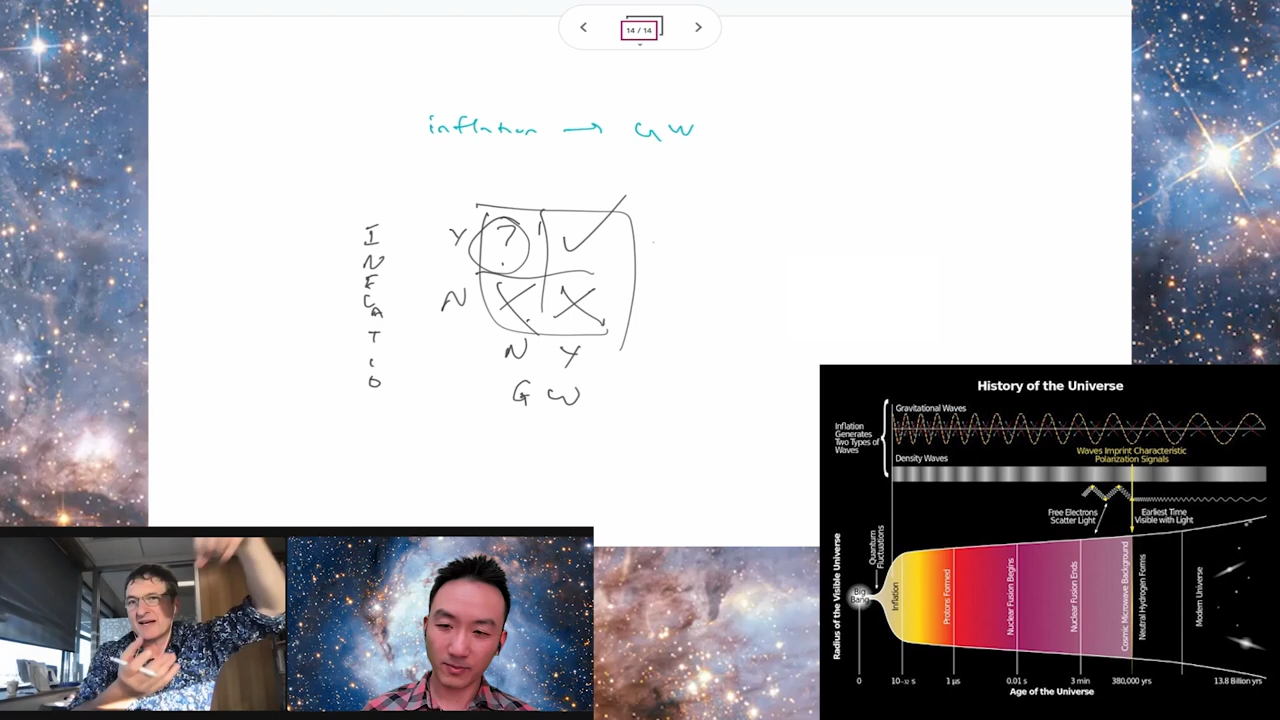 14 / 14
inflation → GW
I
N
F
L
A
T
I
O
Y ? ✓
N X X
N Y
GW
History of the Universe
Gravitational Waves
Inflation
Generates
Two Types of
Waves
Waves Imprint Characteristic
Polarization Signals
Density Waves
Free Electrons
Scatter Light
Earliest Time
Visible with Light
Radius of the Visible Universe
Quantum
Fluctuations
Big
Bang
Inflation
Protons Formed
Nuclear Fusion Begins
Nuclear Fusion Ends
Cosmic Microwave Background
Neutral Hydrogen Forms
Modern Universe
0
10-32 s
1 µs
0.01 s
3 min
380,000 yrs
13.8 Billion yrs
Age of the Universe